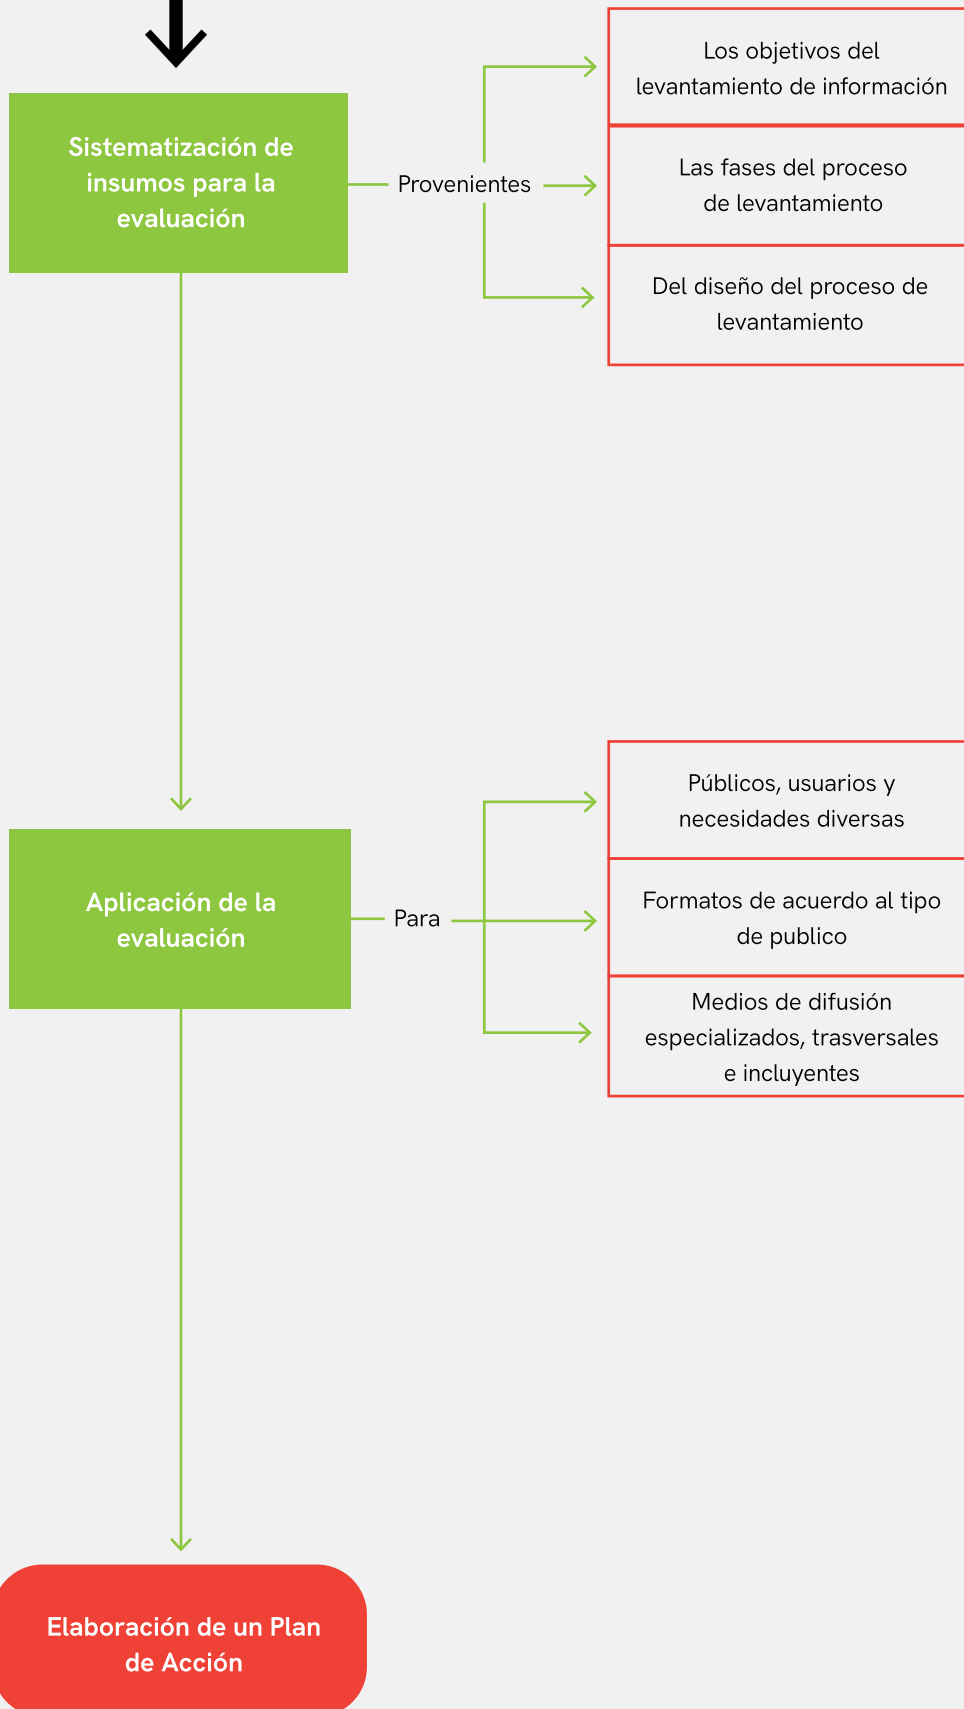 Sistematización de
insumos para la
evaluación
Provenientes
Los objetivos del
levantamiento de información
Las fases del proceso
de levantamiento
Del diseño del proceso de
levantamiento
Aplicación de la
evaluación
Para
Públicos, usuarios y
necesidades diversas
Formatos de acuerdo al tipo
de publico
Medios de difusión
especializados, trasversales
e incluyentes
Elaboración de un Plan
de Acción